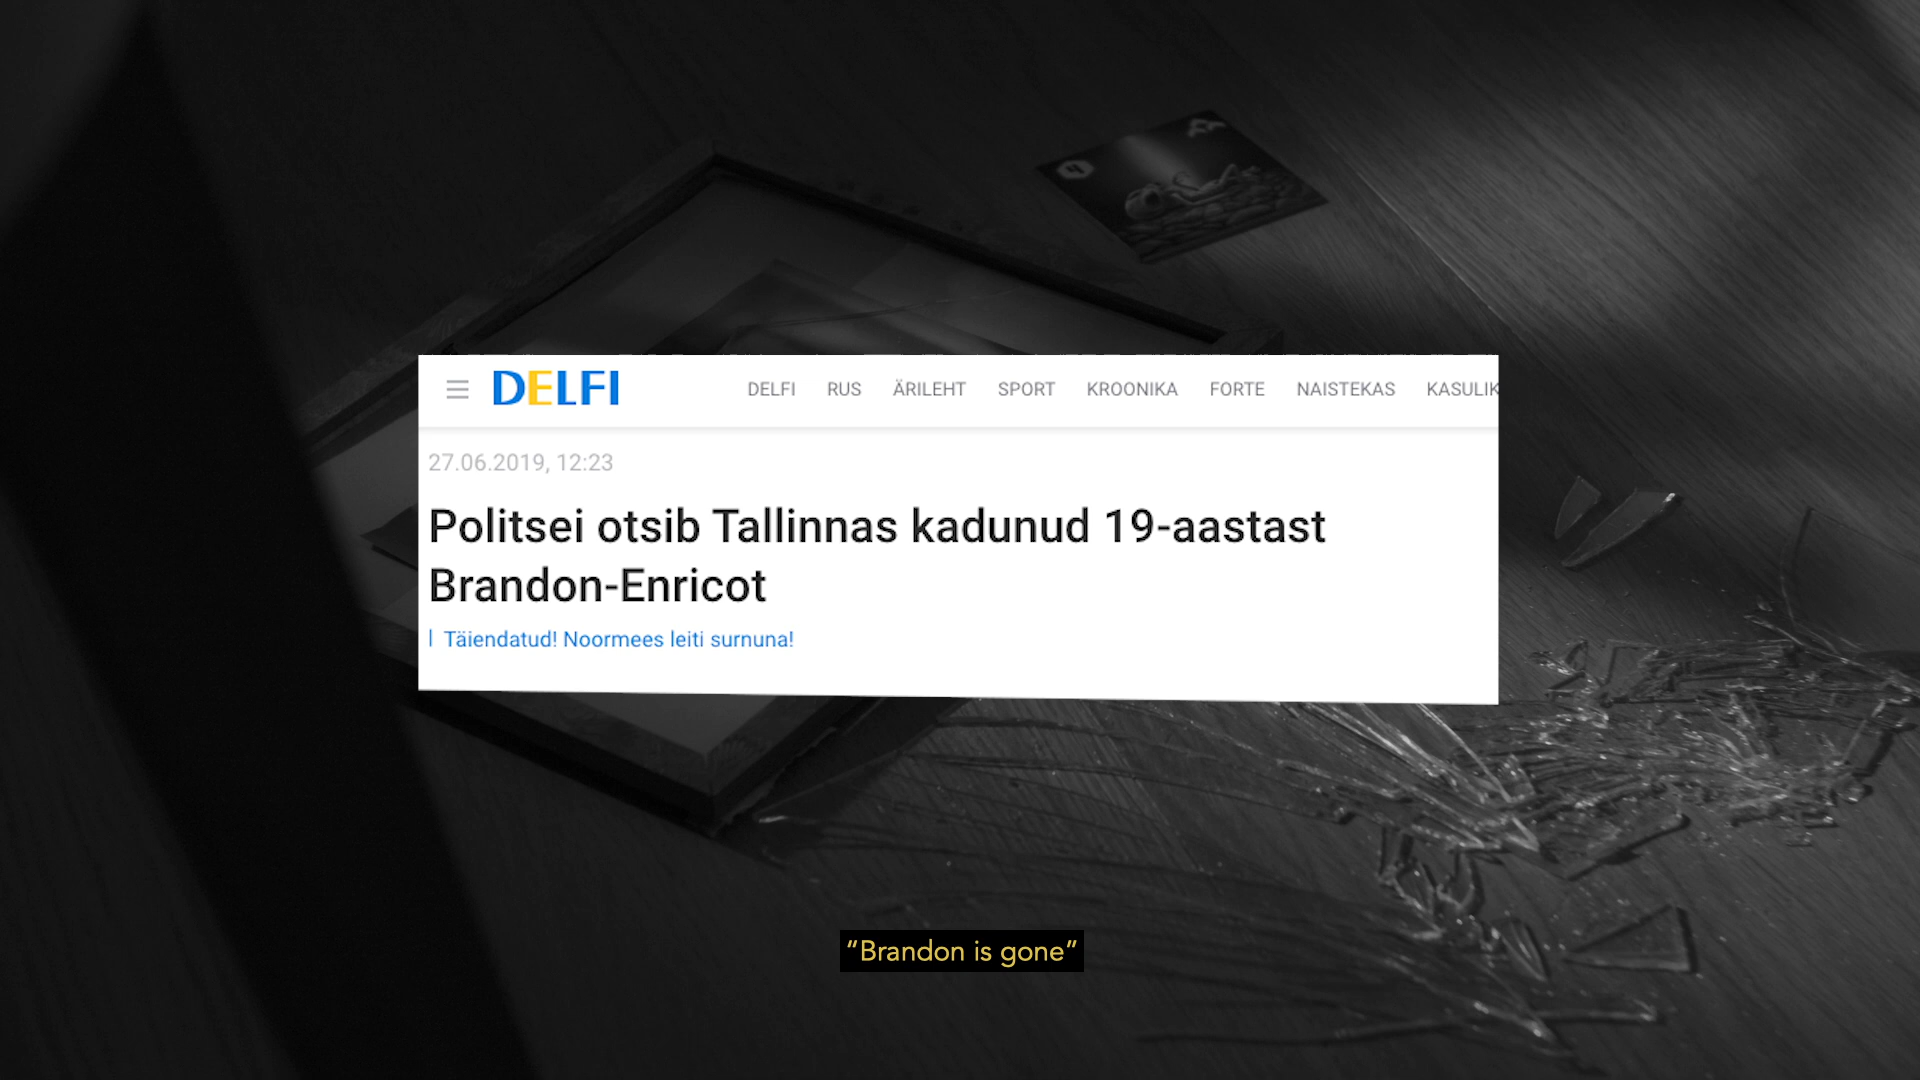 DELFI
DELFI RUS ÄRILEHT SPORT KROONIKA FORTE NAISTEKAS KASULIK
27.06.2019, 12:23
Politsei otsib Tallinnas kadunud 19-aastast
Brandon-Enricot
Täiendatud! Noormees leiti surnuna!
“Brandon is gone”